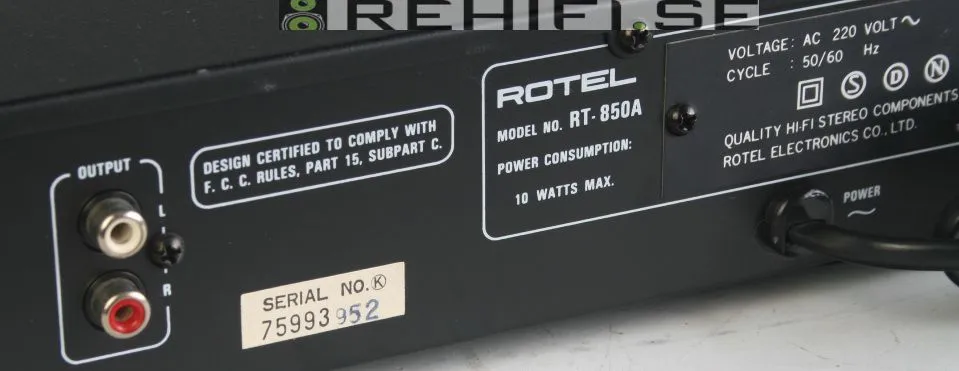 REHIFI.SE
ROTEL
MODEL NO. RT-850A
POWER CONSUMPTION:
10 WATTS MAX.
VOLTAGE: AC 220 VOLT~
CYCLE : 50/60 Hz
S D N
QUALITY HI-FI STEREO COMPONENTS
ROTEL ELECTRONICS CO., LTD.
DESIGN CERTIFIED TO COMPLY WITH
F. C. C. RULES, PART 15, SUBPART C.
OUTPUT
L
R
SERIAL NO. Ⓚ
75993952
POWER
~